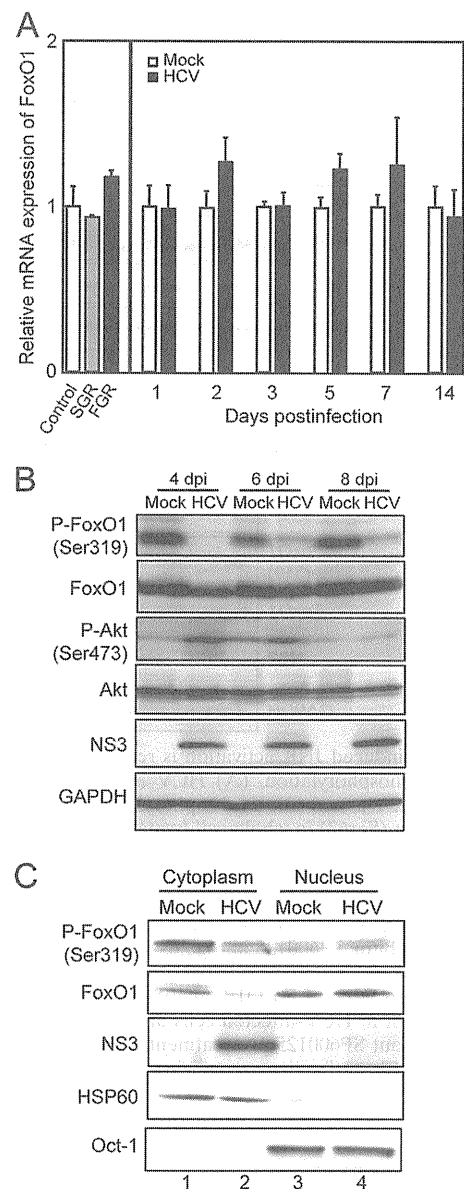 A
Relative mRNA expression of FoxO1
2
1
0
Mock
HCV
Control
SGR
FGR
1 2 3 5 7 14
Days postinfection
B
4 dpi 6 dpi 8 dpi
Mock HCV Mock HCV Mock HCV
P-FoxO1
(Ser319)
FoxO1
P-Akt
(Ser473)
Akt
NS3
GAPDH
C
Cytoplasm Nucleus
Mock HCV Mock HCV
P-FoxO1
(Ser319)
FoxO1
NS3
HSP60
Oct-1
1 2 3 4